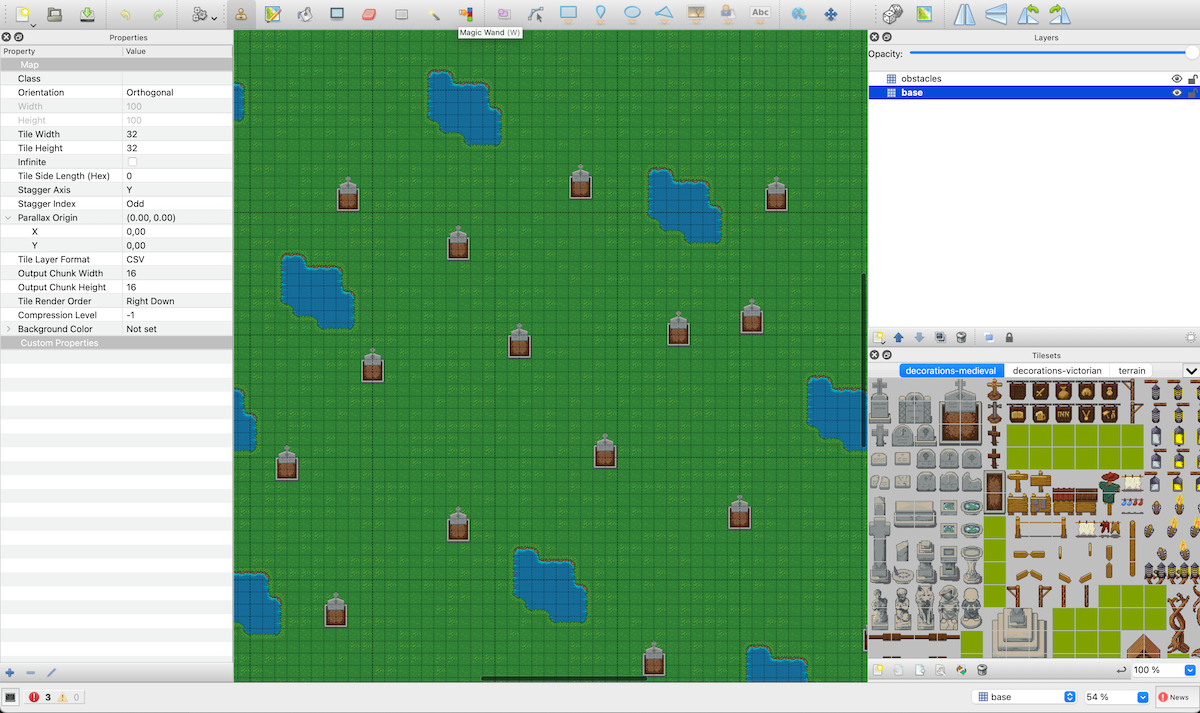 Abc
Magic Wand (W)
Properties
Property Value
Map
Class
Orientation Orthogonal
Width 100
Height 100
Tile Width 32
Tile Height 32
Infinite
Tile Side Length (Hex) 0
Stagger Axis Y
Stagger Index Odd
Parallax Origin (0.00, 0.00)
X 0,00
Y 0,00
Tile Layer Format CSV
Output Chunk Width 16
Output Chunk Height 16
Tile Render Order Right Down
Compression Level -1
Background Color Not set
Custom Properties
Layers
Opacity:
obstacles
base
Tilesets
decorations-medieval decorations-victorian terrain
INN
100 %
3 0
base 54 % News